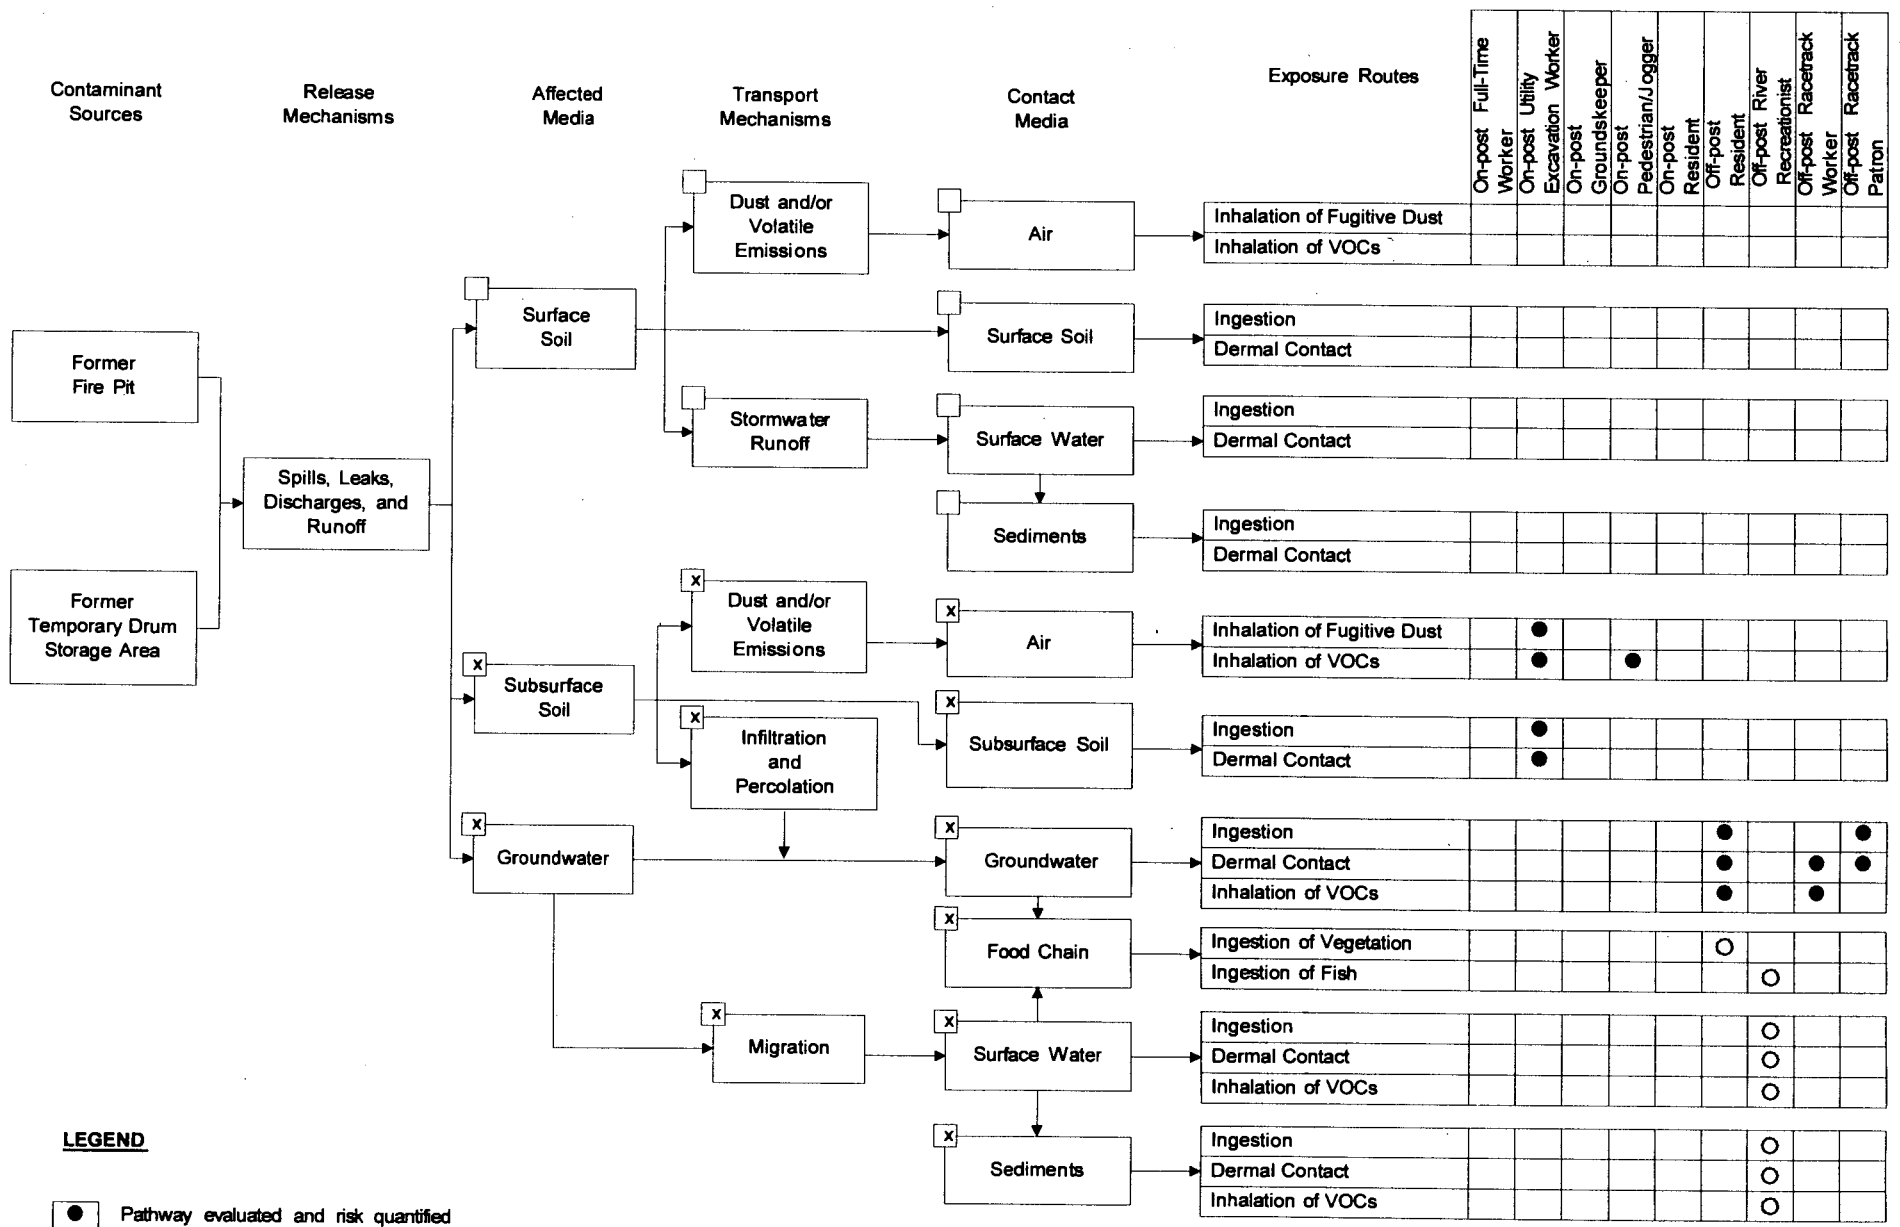 Contaminant
Sources
Release
Mechanisms
Affected
Media
Transport
Mechanisms
Contact
Media
Exposure Routes
On-post Full-Time
Worker
On-post Utility
Excavation Worker
On-post
Groundskeeper
On-post
Pedestrian/Jogger
On-post
Resident
Off-post
Resident
Off-post River
Recreationist
Off-post Racetrack
Worker
Off-post Racetrack
Patron
Dust and/or
Volatile
Emissions
Air
Inhalation of Fugitive Dust
Inhalation of VOCs
Surface
Soil
Surface Soil
Ingestion
Dermal Contact
Former
Fire Pit
Stormwater
Runoff
Surface Water
Ingestion
Dermal Contact
Spills, Leaks,
Discharges, and
Runoff
Sediments
Ingestion
Dermal Contact
Former
Temporary Drum
Storage Area
x
Dust and/or
Volatile
Emissions
x
Air
Inhalation of Fugitive Dust
Inhalation of VOCs
x
Subsurface
Soil
x
Infiltration
and
Percolation
x
Subsurface Soil
Ingestion
Dermal Contact
x
Groundwater
x
Groundwater
Ingestion
Dermal Contact
Inhalation of VOCs
x
Food Chain
Ingestion of Vegetation
Ingestion of Fish
x
Migration
x
Surface Water
Ingestion
Dermal Contact
Inhalation of VOCs
x
Sediments
Ingestion
Dermal Contact
Inhalation of VOCs
LEGEND
Pathway evaluated and risk quantified